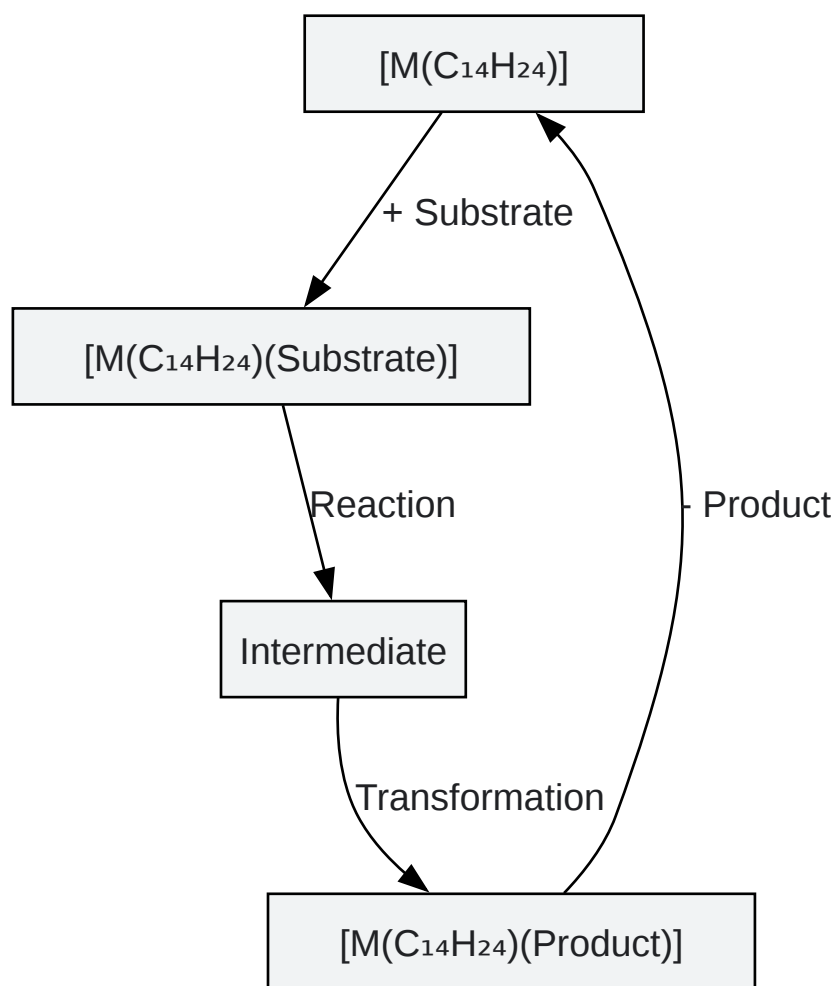 [M(C₁₄H₂₄)]
+ Substrate
[M(C₁₄H₂₄)(Substrate)]
Reaction
- Product
Intermediate
Transformation
[M(C₁₄H₂₄)(Product)]